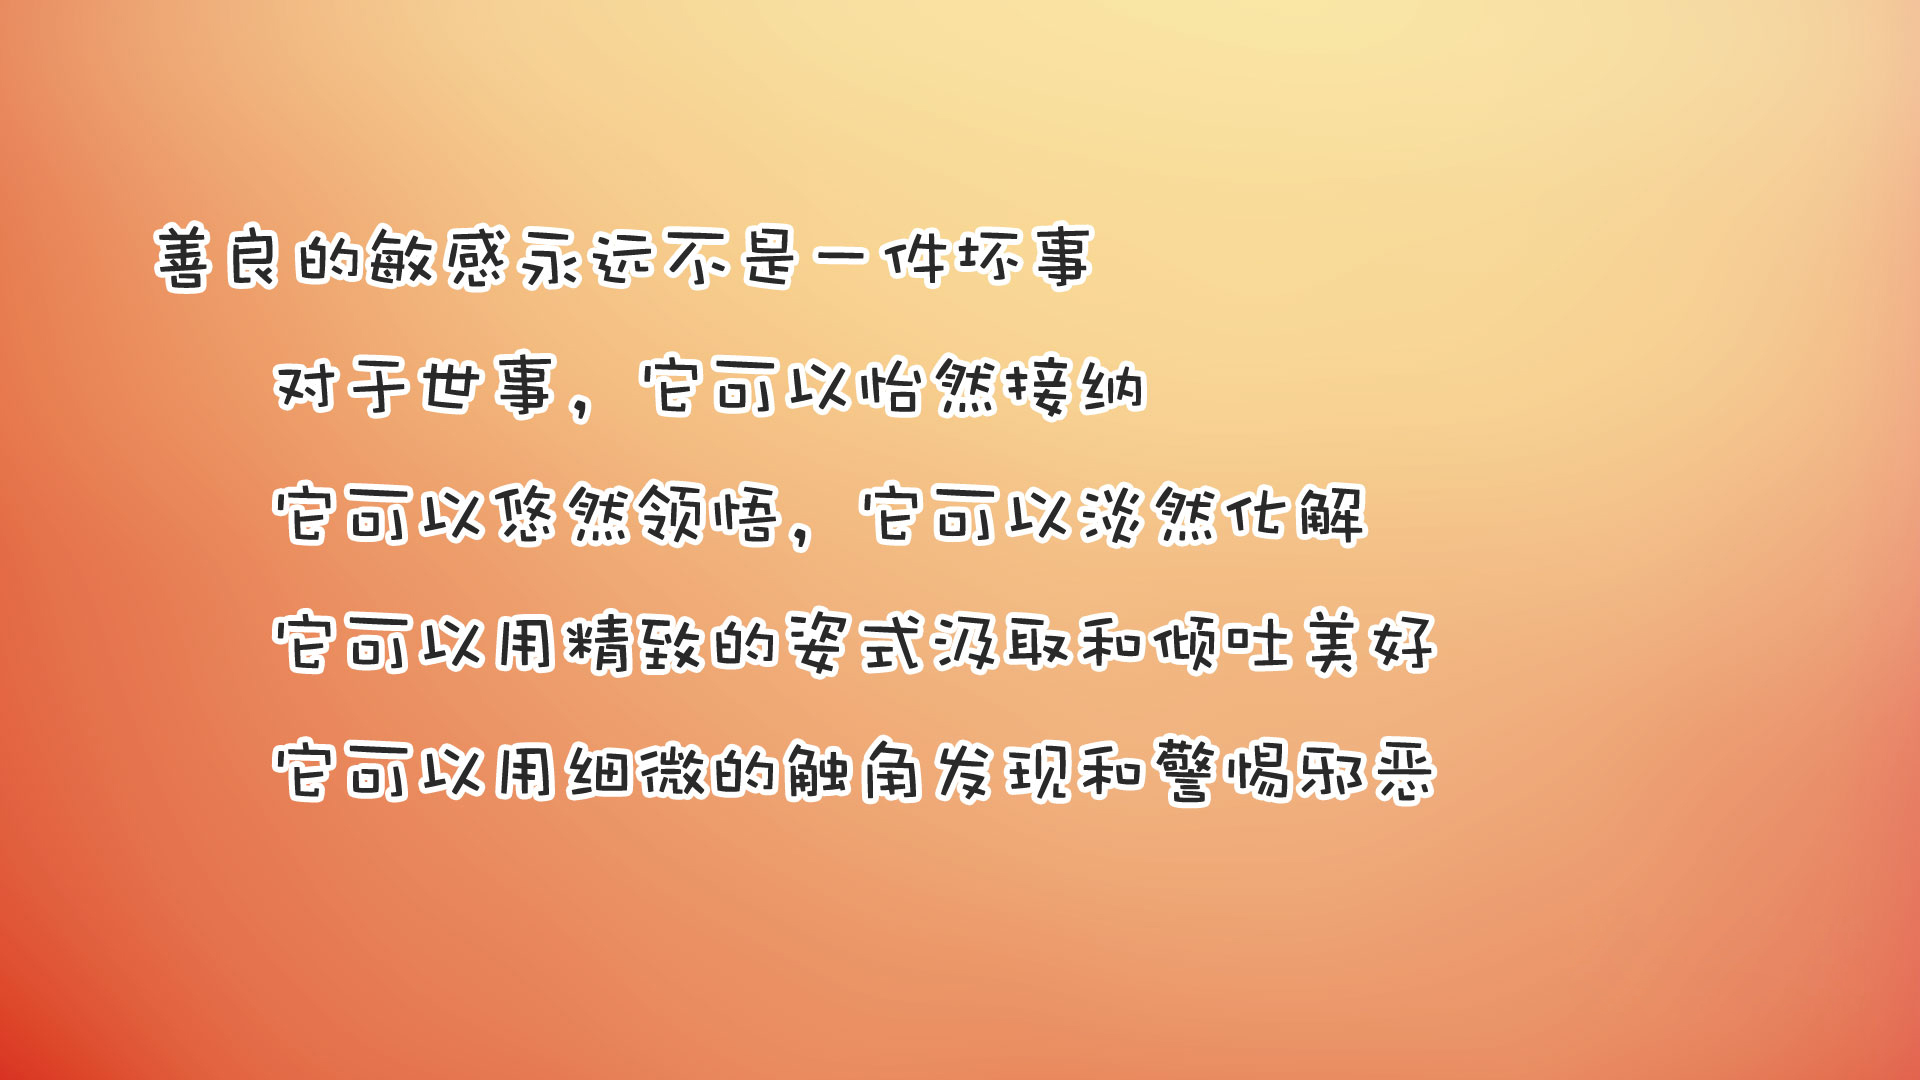 善良的敏感永远不是一件坏事
对于世事，它可以怡然接纳
它可以悠然领悟，它可以淡然化解
它可以用精致的姿式汲取和倾吐美好
它可以用细微的触角发现和警惕邪恶